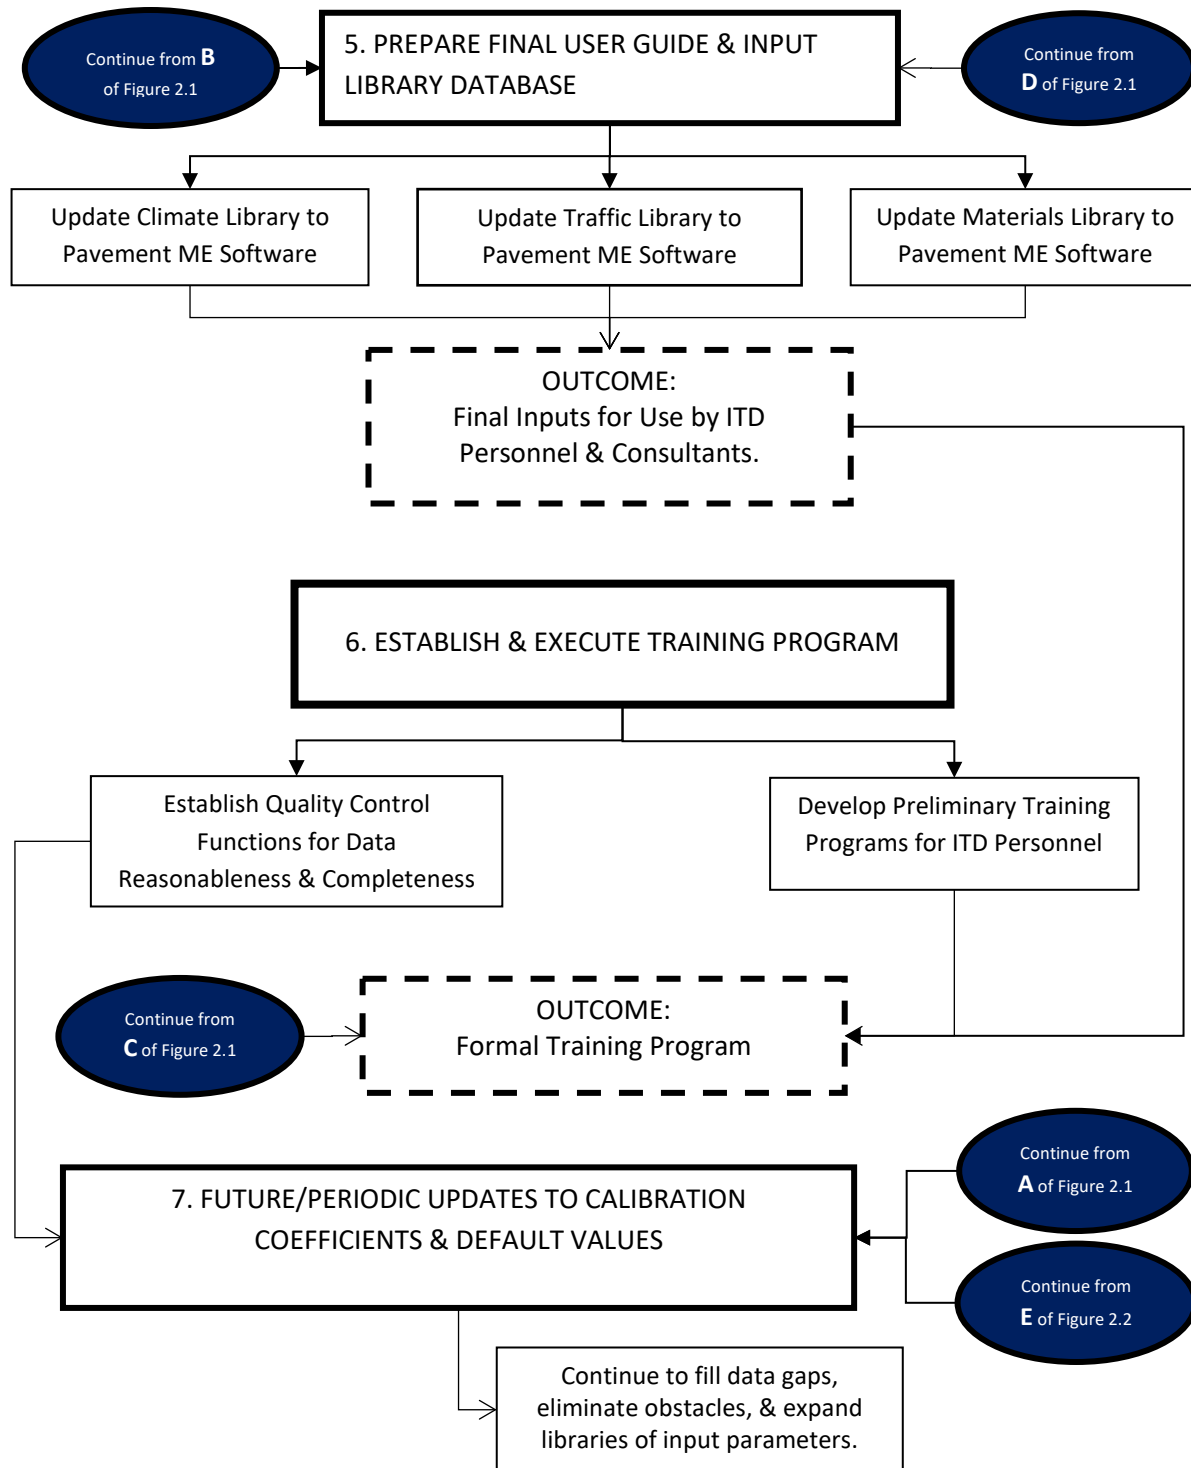 Continue from B
of Figure 2.1
5. PREPARE FINAL USER GUIDE & INPUT
LIBRARY DATABASE
Continue from
D of Figure 2.1
Update Climate Library to
Pavement ME Software
Update Traffic Library to
Pavement ME Software
Update Materials Library to
Pavement ME Software
OUTCOME:
Final Inputs for Use by ITD
Personnel & Consultants.
6. ESTABLISH & EXECUTE TRAINING PROGRAM
Establish Quality Control
Functions for Data
Reasonableness & Completeness
Develop Preliminary Training
Programs for ITD Personnel
Continue from
C of Figure 2.1
OUTCOME:
Formal Training Program
Continue from
A of Figure 2.1
7. FUTURE/PERIODIC UPDATES TO CALIBRATION
COEFFICIENTS & DEFAULT VALUES
Continue from
E of Figure 2.2
Continue to fill data gaps,
eliminate obstacles, & expand
libraries of input parameters.